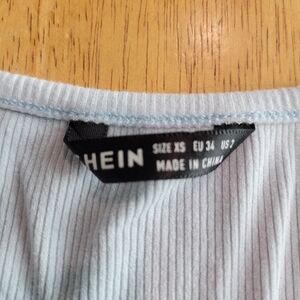 HEIN SIZE XS EU 34 US 2
MADE IN CHINA